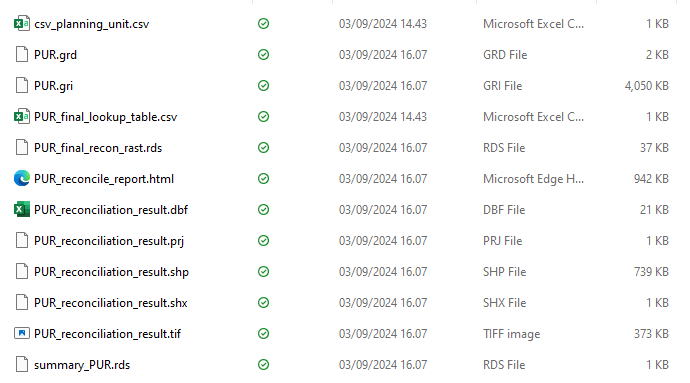 csv_planning_unit.csv 03/09/2024 14.43 Microsoft Excel C... 1 KB
PUR.grd 03/09/2024 16.07 GRD File 2 KB
PUR.gri 03/09/2024 16.07 GRI File 4,050 KB
PUR_final_lookup_table.csv 03/09/2024 14.43 Microsoft Excel C... 1 KB
PUR_final_recon_rast.rds 03/09/2024 16.07 RDS File 37 KB
PUR_reconcile_report.html 03/09/2024 16.07 Microsoft Edge H... 942 KB
PUR_reconciliation_result.dbf 03/09/2024 16.07 DBF File 21 KB
PUR_reconciliation_result.prj 03/09/2024 16.07 PRJ File 1 KB
PUR_reconciliation_result.shp 03/09/2024 16.07 SHP File 739 KB
PUR_reconciliation_result.shx 03/09/2024 16.07 SHX File 1 KB
PUR_reconciliation_result.tif 03/09/2024 16.07 TIFF image 373 KB
summary_PUR.rds 03/09/2024 16.07 RDS File 1 KB